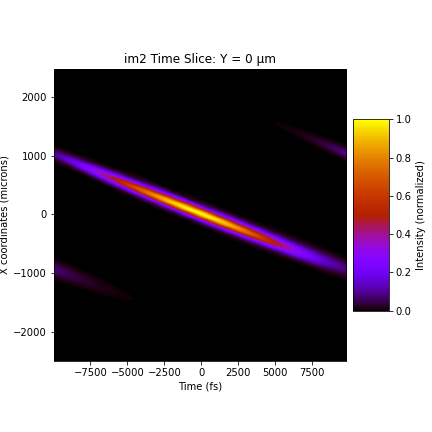 im2 Time Slice: Y = 0 μm
2000
1000
0
−1000
−2000
X coordinates (microns)
−7500 −5000 −2500 0 2500 5000 7500
Time (fs)
1.0
0.8
0.6
0.4
0.2
0.0
Intensity (normalized)